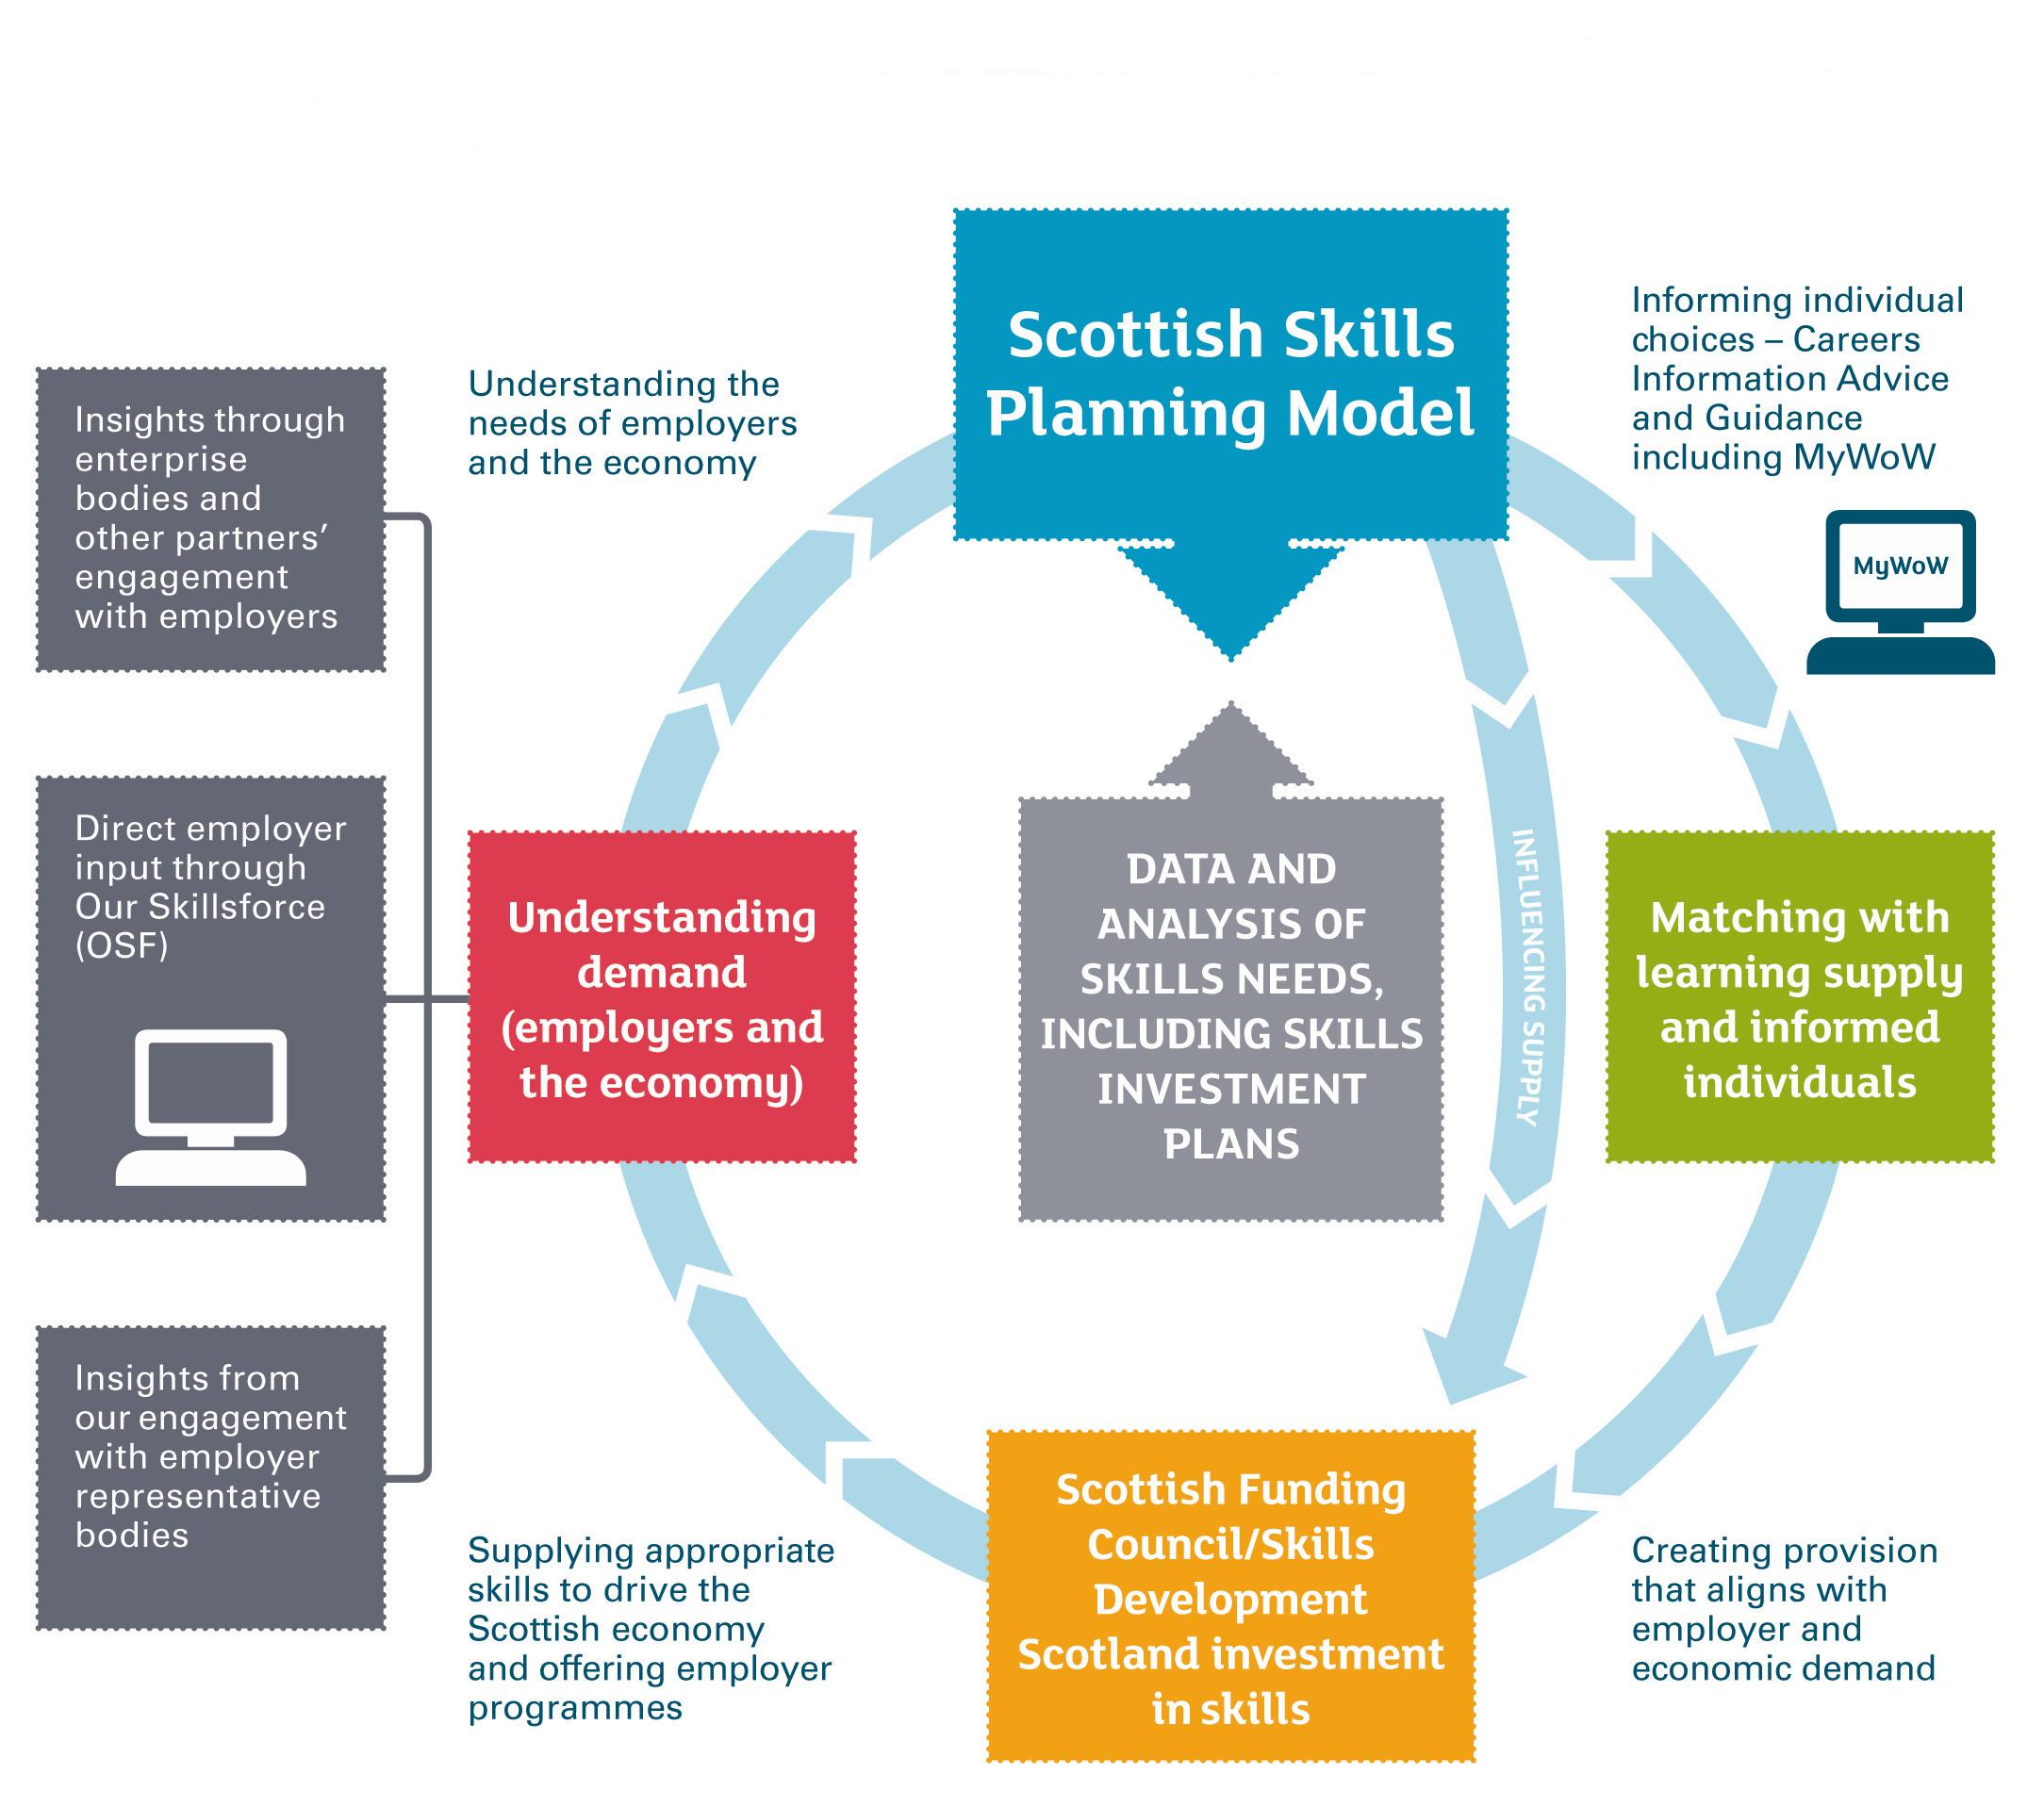 Scottish Skills
Planning Model
Informing individual
choices – Careers
Information Advice
and Guidance
including MyWoW
MyWoW
Understanding the
needs of employers
and the economy
Insights through
enterprise
bodies and
other partners’
engagement
with employers
Direct employer
input through
Our Skillsforce
(OSF)
Insights from
our engagement
with employer
representative
bodies
Understanding
demand
(employers and
the economy)
DATA AND
ANALYSIS OF
SKILLS NEEDS,
INCLUDING SKILLS
INVESTMENT
PLANS
INFLUENCING SUPPLY
Matching with
learning supply
and informed
individuals
Supplying appropriate
skills to drive the
Scottish economy
and offering employer
programmes
Scottish Funding
Council/Skills
Development
Scotland investment
in skills
Creating provision
that aligns with
employer and
economic demand